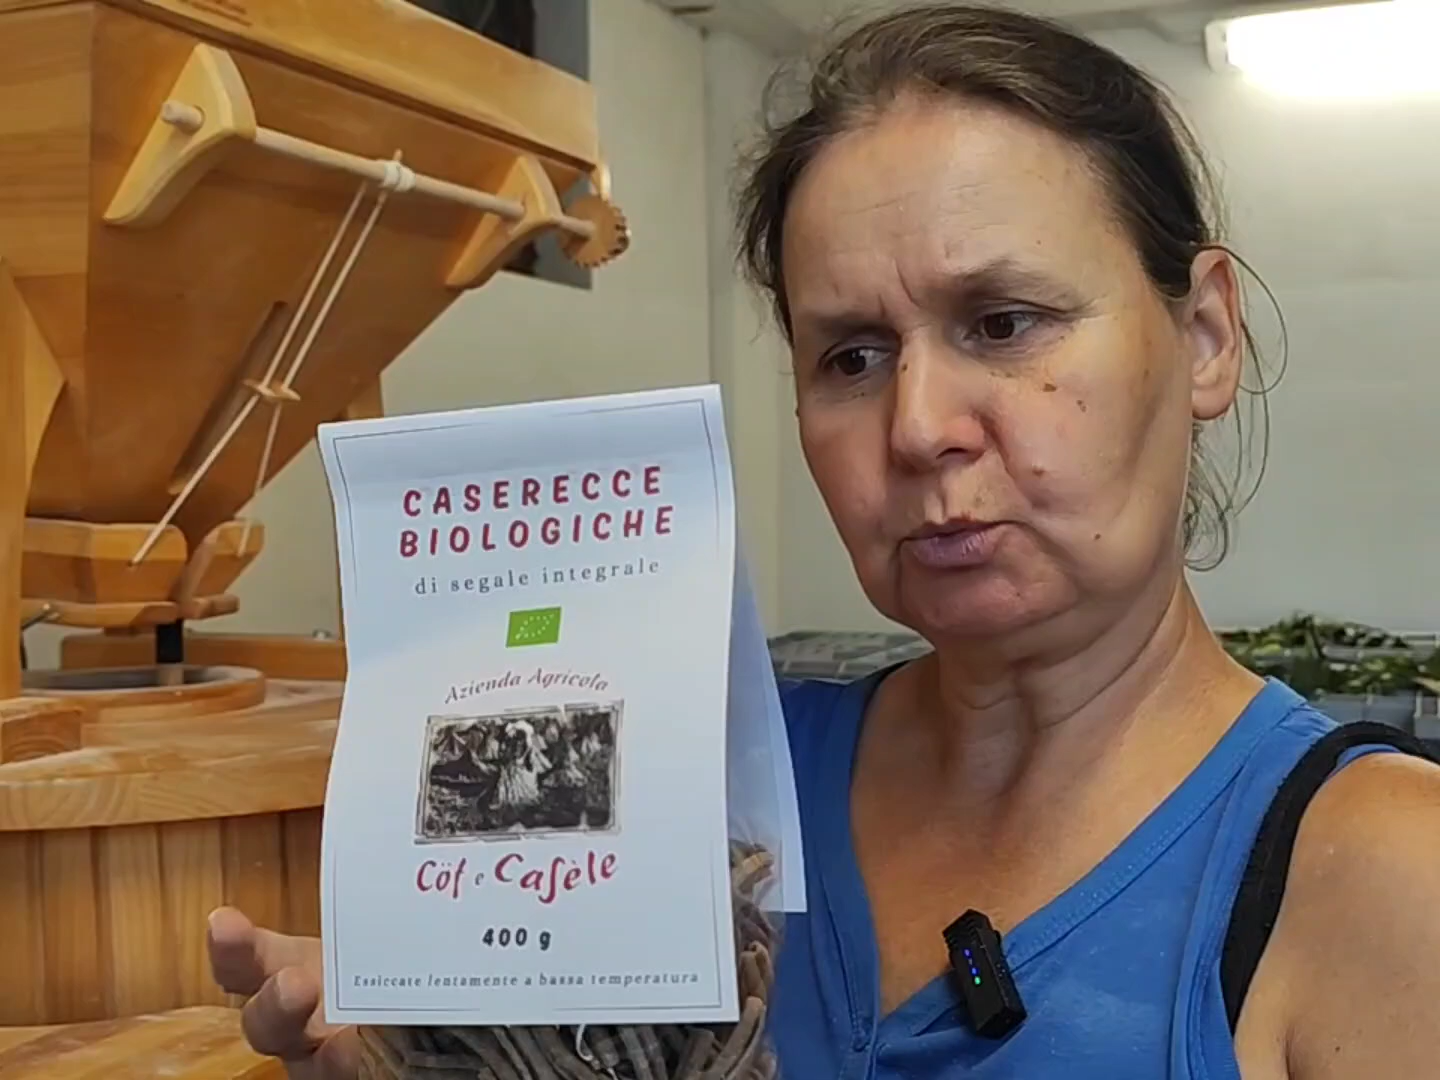 CASERECCE
BIOLOGICHE
di segale integrale
Azienda Agricola
Cöf e Cafèle
400 g
Essiccate lentamente a bassa temperatura